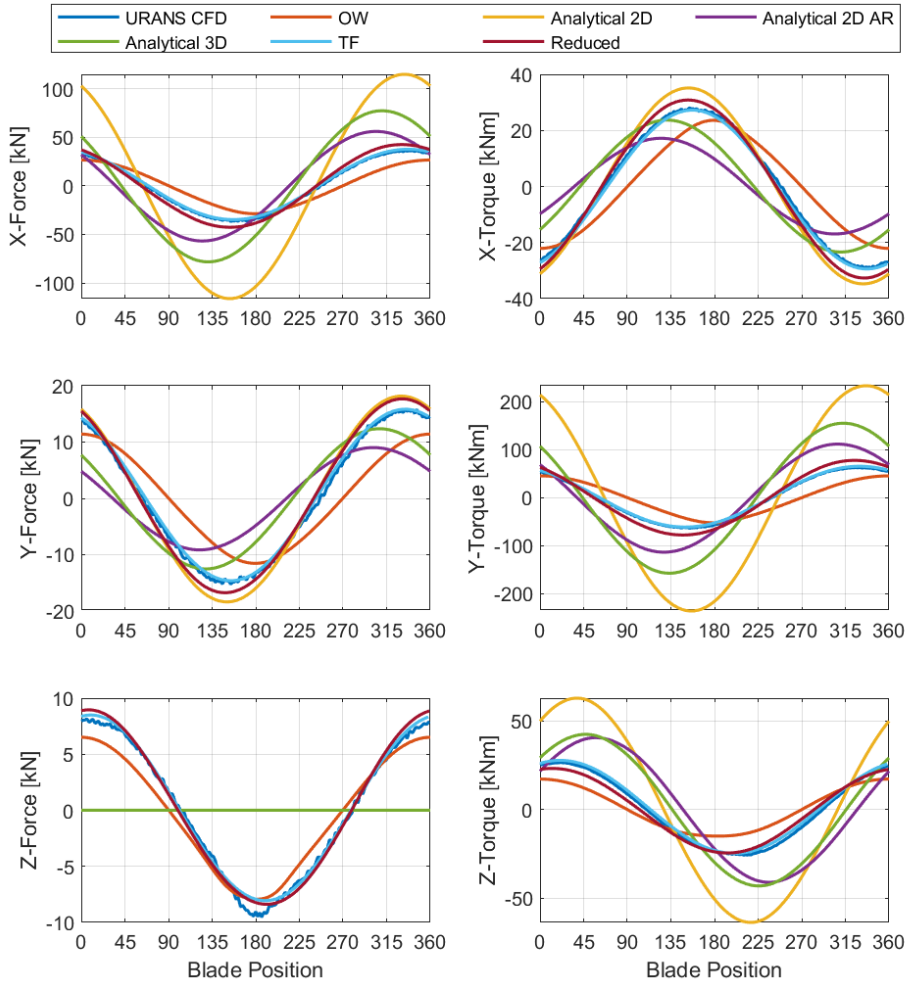 URANS CFD OW Analytical 2D Analytical 2D AR
Analytical 3D TF Reduced
X-Force [kN]
100
50
0
-50
-100
0 45 90 135 180 225 270 315 360
X-Torque [kNm]
40
20
0
-20
-40
0 45 90 135 180 225 270 315 360
Y-Force [kN]
20
10
0
-10
-20
0 45 90 135 180 225 270 315 360
Y-Torque [kNm]
200
100
0
-100
-200
0 45 90 135 180 225 270 315 360
Z-Force [kN]
10
5
0
-5
-10
0 45 90 135 180 225 270 315 360
Blade Position
Z-Torque [kNm]
50
0
-50
0 45 90 135 180 225 270 315 360
Blade Position